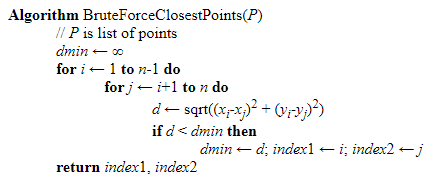 Algorithm BruteForceClosestPoints(P)
// P is list of points
dmin ← ∞
for i ← 1 to n-1 do
for j ← i+1 to n do
d ← sqrt((xi-xj)² + (yi-yj)²)
if d < dmin then
dmin ← d; index1 ← i; index2 ←j
return index1, index2